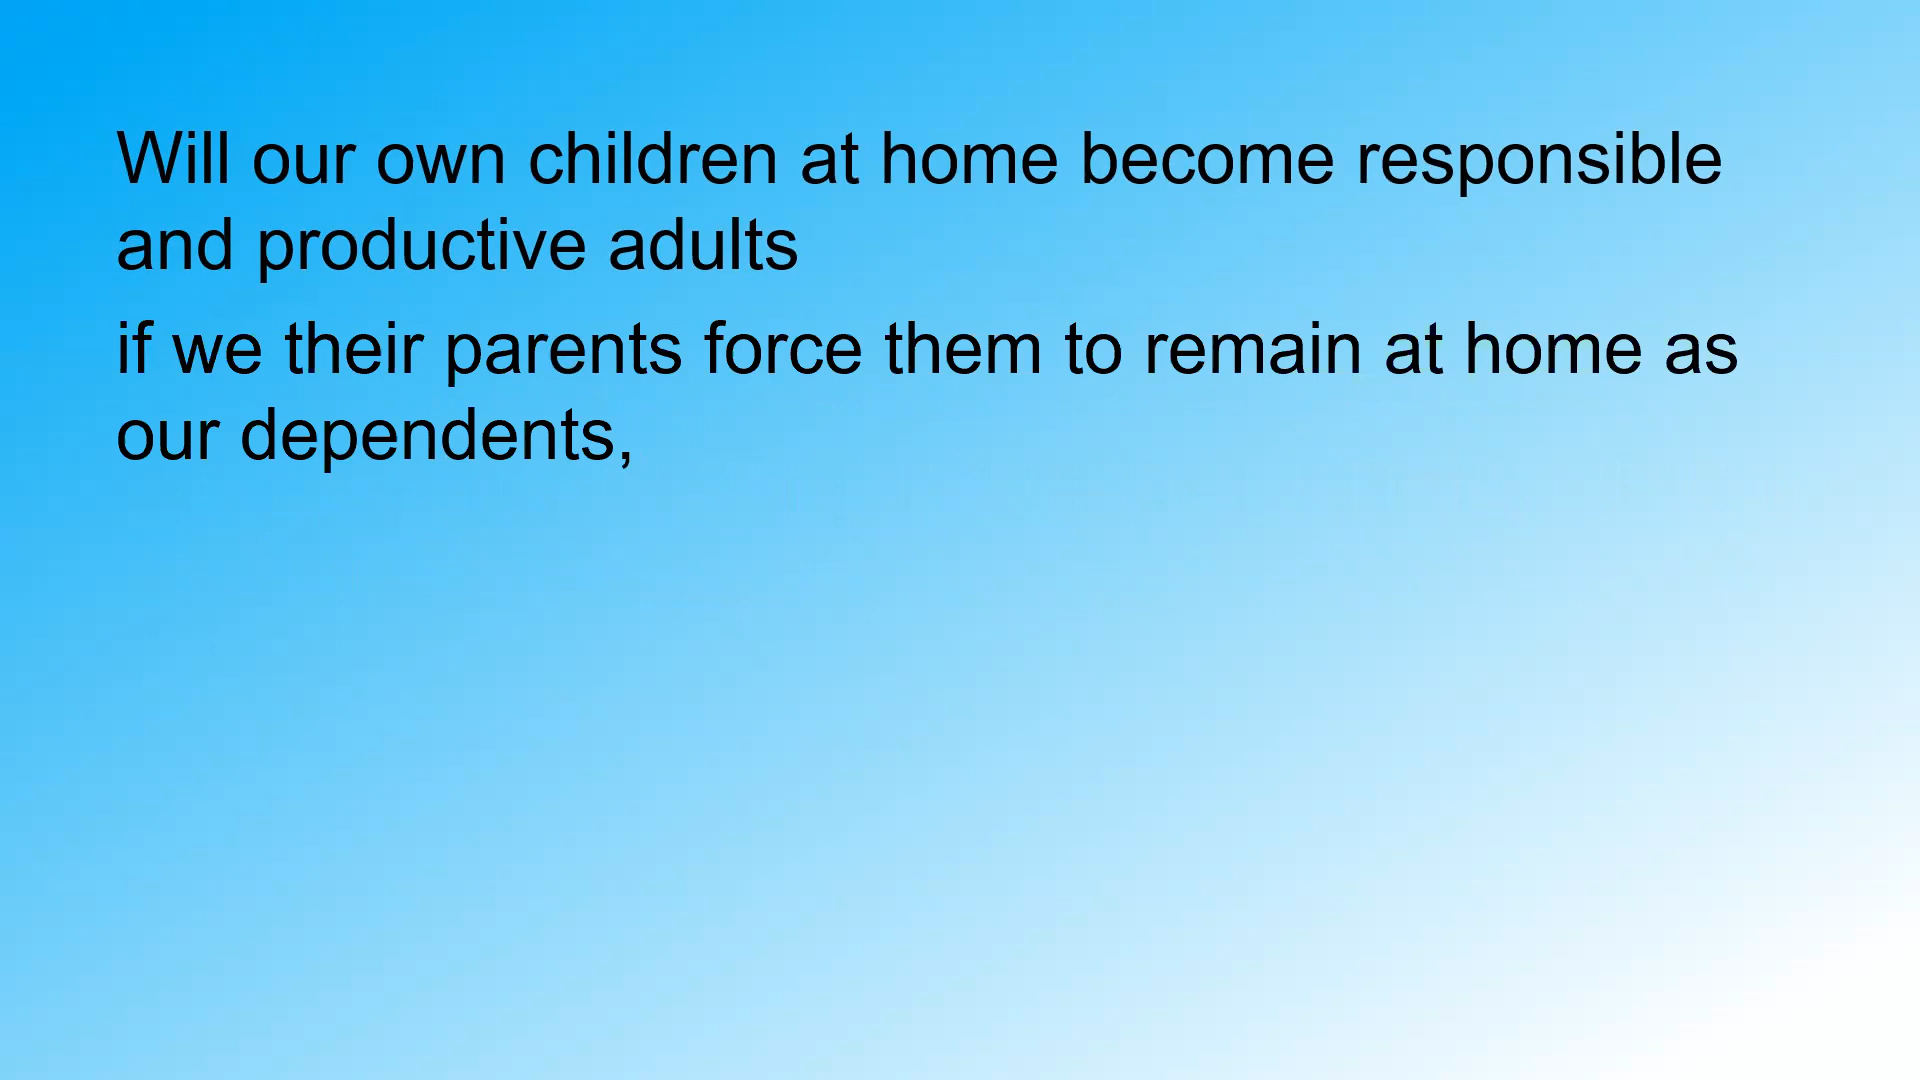 Will our own children at home become responsible
and productive adults
if we their parents force them to remain at home as
our dependents,